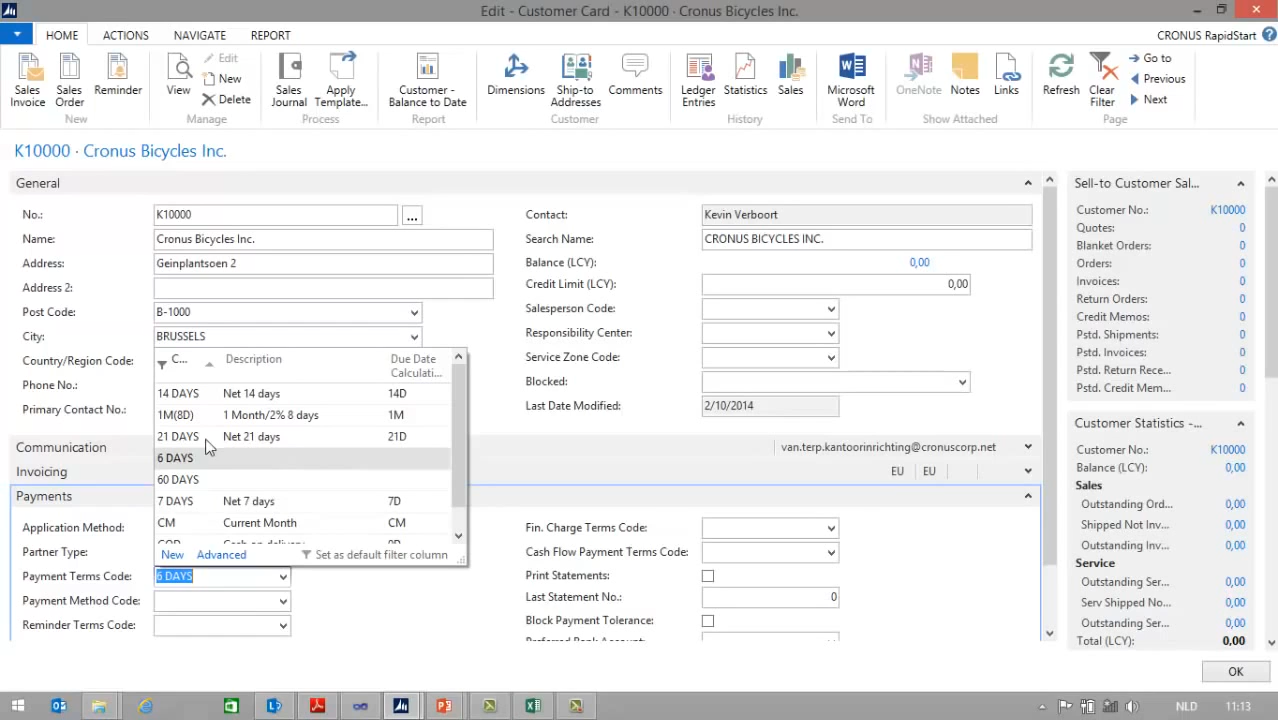 Edit - Customer Card - K10000 · Cronus Bicycles Inc.
HOME ACTIONS NAVIGATE REPORT CRONUS RapidStart
Sales Invoice
Sales Order
Reminder
New
View
Edit
New
Delete
Manage
Sales Journal
Apply Template...
Process
Customer - Balance to Date
Report
Dimensions
Ship-to Addresses
Comments
Customer
Ledger Entries
Statistics
Sales
History
Microsoft Word
Send To
OneNote
Notes
Links
Show Attached
Refresh
Clear Filter
Go to
Previous
Next
Page
K10000 · Cronus Bicycles Inc.
General
No.: K10000 ...
Name: Cronus Bicycles Inc.
Address: Geinplantsoen 2
Address 2:
Post Code: B-1000
City: BRUSSELS
Country/Region Code:
Phone No.:
Primary Contact No.:
Contact: Kevin Verboort
Search Name: CRONUS BICYCLES INC.
Balance (LCY): 0,00
Credit Limit (LCY): 0,00
Salesperson Code:
Responsibility Center:
Service Zone Code:
Blocked:
Last Date Modified: 2/10/2014
C... Description Due Date Calculati...
14 DAYS Net 14 days 14D
1M(8D) 1 Month/2% 8 days 1M
21 DAYS Net 21 days 21D
6 DAYS
60 DAYS
7 DAYS Net 7 days 7D
CM Current Month CM
COD Cash on delivery 0D
New Advanced Set as default filter column
Communication van.terp.kantoorinrichting@cronuscorp.net
Invoicing EU EU
Payments
Application Method:
Partner Type:
Payment Terms Code: 6 DAYS
Payment Method Code:
Reminder Terms Code:
Fin. Charge Terms Code:
Cash Flow Payment Terms Code:
Print Statements:
Last Statement No.: 0
Block Payment Tolerance:
Preferred Bank Account:
Sell-to Customer Sal...
Customer No.: K10000
Quotes: 0
Blanket Orders: 0
Orders: 0
Invoices: 0
Return Orders: 0
Credit Memos: 0
Pstd. Shipments: 0
Pstd. Invoices: 0
Pstd. Return Rece... 0
Pstd. Credit Mem... 0
Customer Statistics -...
Customer No.: K10000
Balance (LCY): 0,00
Sales
Outstanding Ord... 0,00
Shipped Not Inv... 0,00
Outstanding Inv... 0,00
Service
Outstanding Ser... 0,00
Serv Shipped No... 0,00
Outstanding Ser... 0,00
Total (LCY): 0,00
OK
NLD 11:13